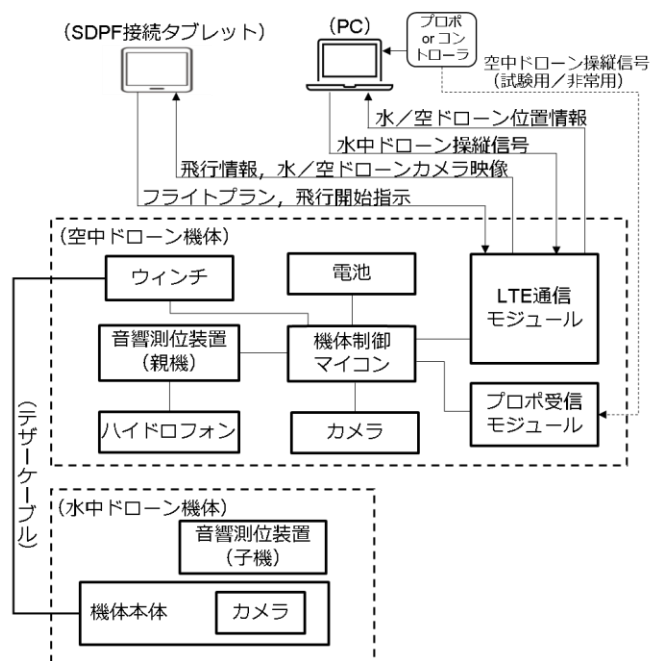 (SDPF接続タブレット)
(PC)
プロポ
or コン
トローラ
空中ドローン操縦信号
(試験用/非常用)
水/空ドローン位置情報
水中ドローン操縦信号
飛行情報,水/空ドローンカメラ映像
フライトプラン,飛行開始指示
(空中ドローン機体)
ウィンチ
電池
LTE通信
モジュール
音響測位装置
(親機)
機体制御
マイコン
ハイドロフォン
カメラ
プロポ受信
モジュール
(テザーケーブル)
(水中ドローン機体)
音響測位装置
(子機)
機体本体
カメラ